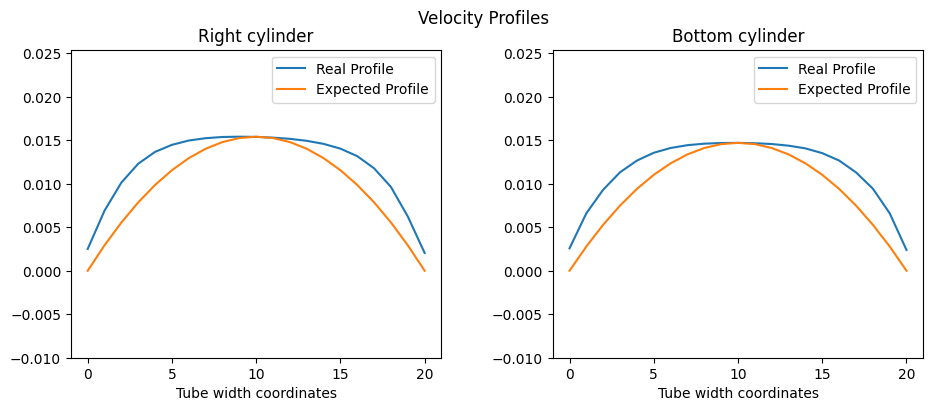 Velocity Profiles
Right cylinder
0.025
0.020
0.015
0.010
0.005
0.000
−0.005
−0.010
Real Profile
Expected Profile
0 5 10 15 20
Tube width coordinates
Bottom cylinder
0.025
0.020
0.015
0.010
0.005
0.000
−0.005
−0.010
Real Profile
Expected Profile
0 5 10 15 20
Tube width coordinates